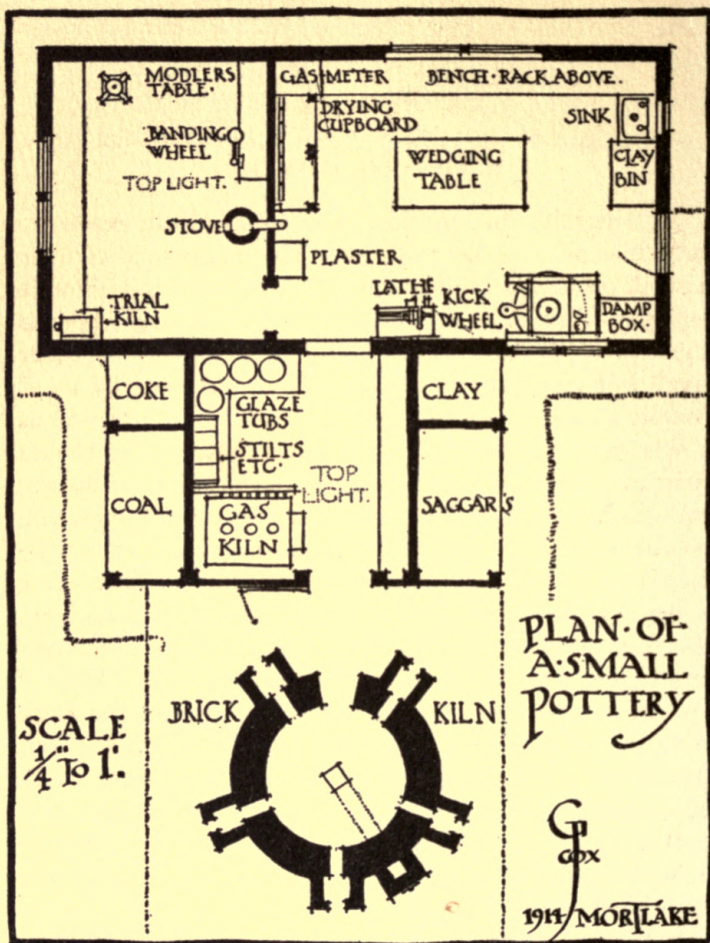 MODLERS
TABLE.
GAS-METER
BENCH·RACK ABOVE.
DRYING
CUPBOARD
SINK
BANDING
WHEEL
WEDGING
TABLE
CLAY
BIN
TOP LIGHT.
STOVE
PLASTER
LATHE
KICK
WHEEL
TRIAL
KILN
DAMP
BOX.
COKE
GLAZE
TUBS
CLAY
STILTS
ETC.
TOP
LIGHT.
COAL
GAS
KILN
SAGGARS
PLAN·OF·
A·SMALL
POTTERY
BRICK KILN
SCALE
1/4" To 1'.
G
COX
1914 MORTLAKE